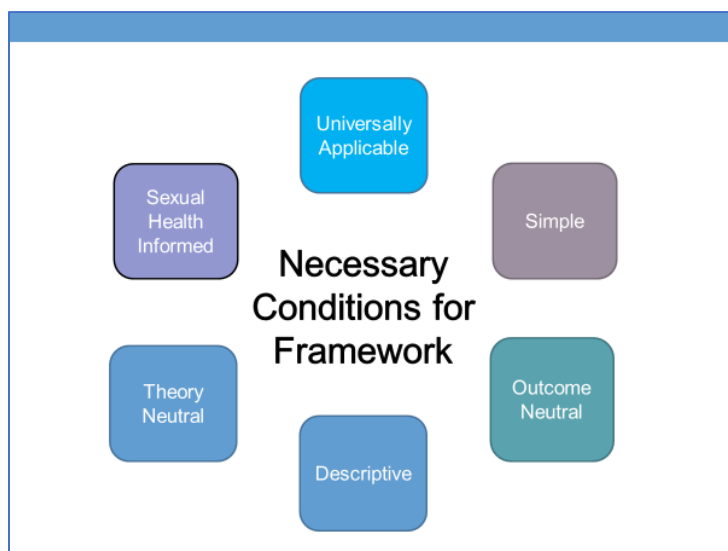 Universally
Applicable
Sexual
Health
Informed
Simple
Necessary
Conditions for
Framework
Theory
Neutral
Outcome
Neutral
Descriptive